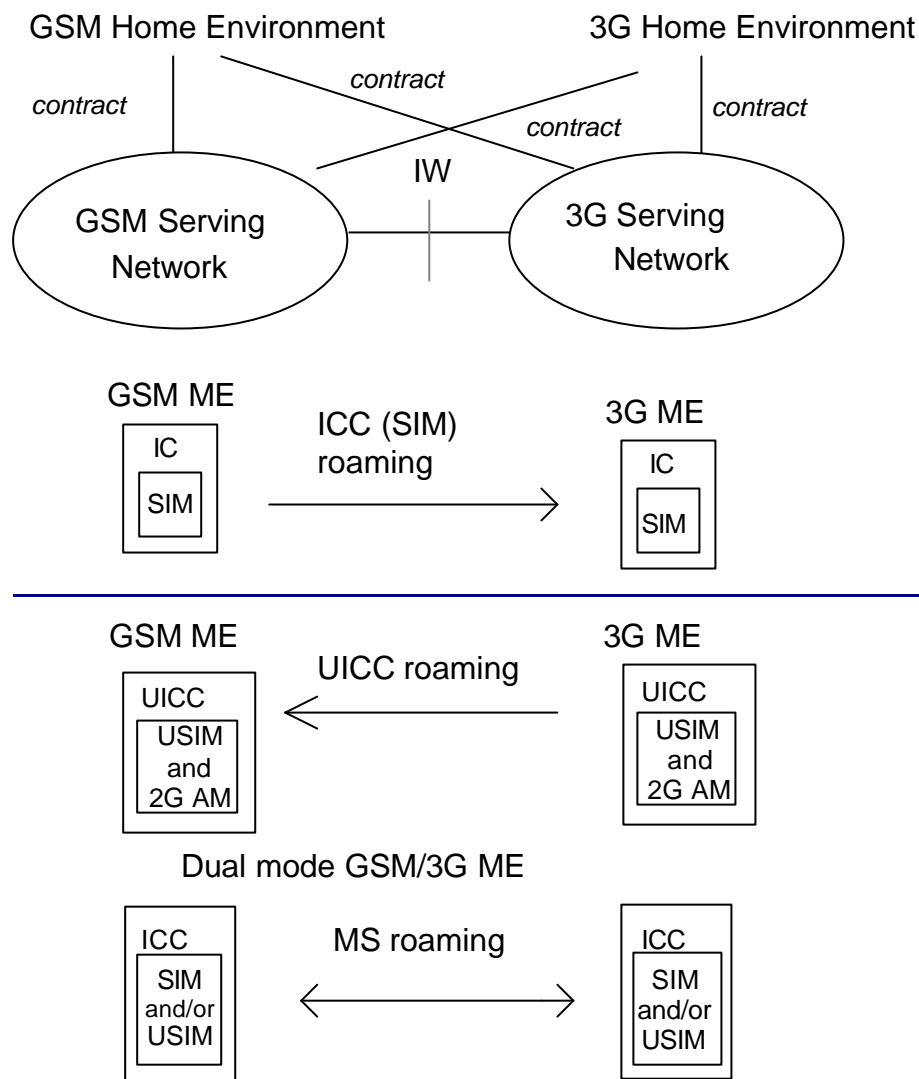 GSM Home Environment
3G Home Environment
contract
contract
contract
contract
IW
GSM Serving
Network
3G Serving
Network
GSM ME
ICC (SIM)
roaming
3G ME
IC
SIM
IC
SIM
GSM ME
UICC roaming
3G ME
UICC
USIM
and
2G AM
UICC
USIM
and
2G AM
Dual mode GSM/3G ME
ICC
SIM
and/or
USIM
MS roaming
ICC
SIM
and/or
USIM